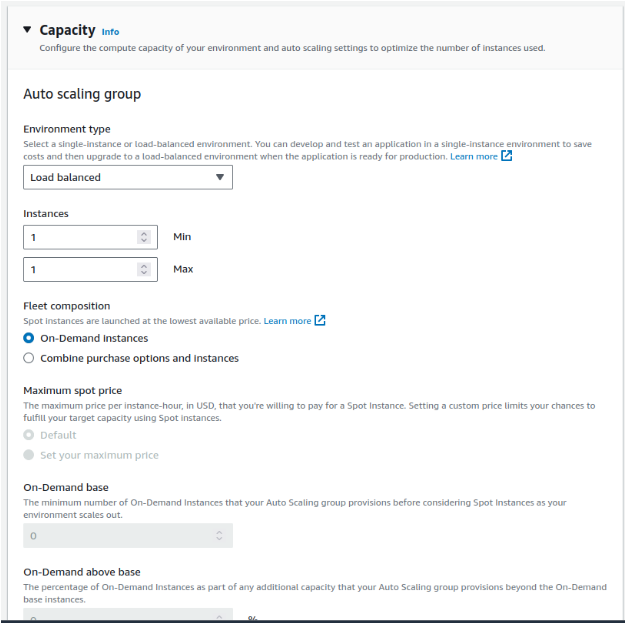 Capacity Info
Configure the compute capacity of your environment and auto scaling settings to optimize the number of instances used.
Auto scaling group
Environment type
Select a single-instance or load-balanced environment. You can develop and test an application in a single-instance environment to save
costs and then upgrade to a load-balanced environment when the application is ready for production. Learn more
Load balanced
Instances
1 Min
1 Max
Fleet composition
Spot instances are launched at the lowest available price. Learn more
On-Demand instances
Combine purchase options and instances
Maximum spot price
The maximum price per instance-hour, in USD, that you're willing to pay for a Spot Instance. Setting a custom price limits your chances to
fulfill your target capacity using Spot instances.
Default
Set your maximum price
On-Demand base
The minimum number of On-Demand Instances that your Auto Scaling group provisions before considering Spot Instances as your
environment scales out.
0
On-Demand above base
The percentage of On-Demand Instances as part of any additional capacity that your Auto Scaling group provisions beyond the On-Demand
base instances.
%